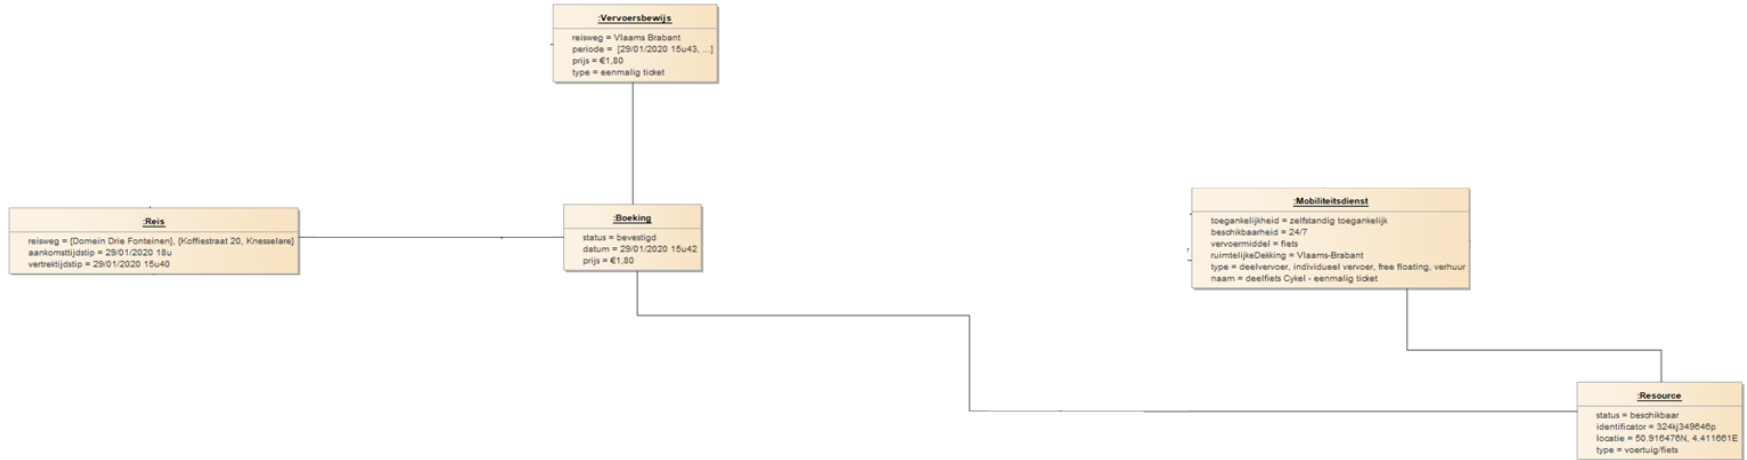 :Vervoersbewijs
reisweg = Vlaams Brabant
periode = [29/01/2020 15u43, ...]
prijs = €1,80
type = eenmalig ticket
:Reis
reisweg = {Domein Drie Fonteinen}, {Koffiestraat 20, Knesselare}
aankomsttijdstip = 29/01/2020 18u
vertrektijdstip = 29/01/2020 15u40
:Boeking
status = bevestigd
datum = 29/01/2020 15u42
prijs = €1,80
:Mobiliteitsdienst
toegankelijkheid = zelfstandig toegankelijk
beschikbaarheid = 24/7
vervoermiddel = fiets
ruimtelijkeDekking = Vlaams-Brabant
type = deelvervoer, individueel vervoer, free floating, verhuur
naam = deelfiets Cykel - eenmalig ticket
:Resource
status = beschikbaar
identificator = 324kj349646p
locatie = 50.916476N, 4.411661E
type = voertuig/fiets